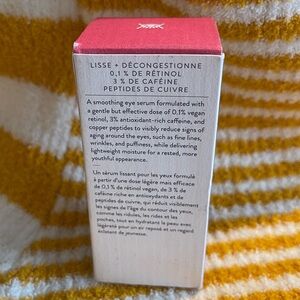 LISSE + DÉCONGESTIONNE
0,1 % DE RÉTINOL
3 % DE CAFÉINE
PEPTIDES DE CUIVRE
A smoothing eye serum formulated with
a gentle but effective dose of 0.1% vegan
retinol, 3% antioxidant-rich caffeine, and
copper peptides to visibly reduce signs of
aging around the eyes, such as fine lines,
wrinkles, and puffiness, while delivering
lightweight moisture for a rested, more
youthful appearance.
Un sérum lissant pour les yeux formulé
à partir d'une dose légère mais efficace
de 0,1 % de rétinol vegan, de 3 % de
caféine riche en antioxydants et de
peptides de cuivre, qui réduit visiblement
les signes de l'âge du contour des yeux,
comme les ridules, les rides et les
poches, tout en hydratant la peau avec
légèreté pour un air reposé et un regard
éclatant de jeunesse.